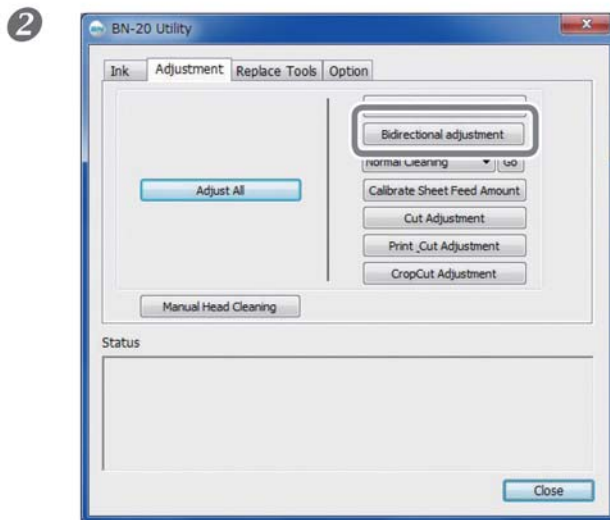 2
BN-20 Utility
Ink Adjustment Replace Tools Option
Bidirectional adjustment
Normal Cleaning Go
Adjust All
Calibrate Sheet Feed Amount
Cut Adjustment
Print _Cut Adjustment
CropCut Adjustment
Manual Head Cleaning
Status
Close